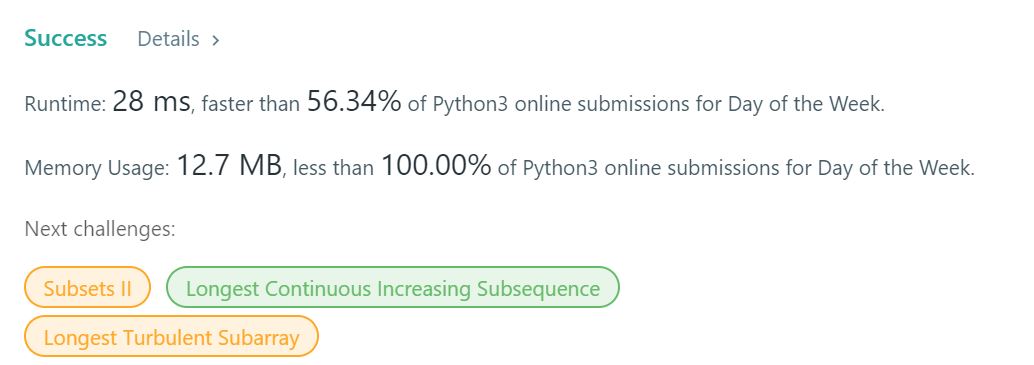 Success Details >
Runtime: 28 ms, faster than 56.34% of Python3 online submissions for Day of the Week.
Memory Usage: 12.7 MB, less than 100.00% of Python3 online submissions for Day of the Week.
Next challenges:
Subsets II Longest Continuous Increasing Subsequence
Longest Turbulent Subarray